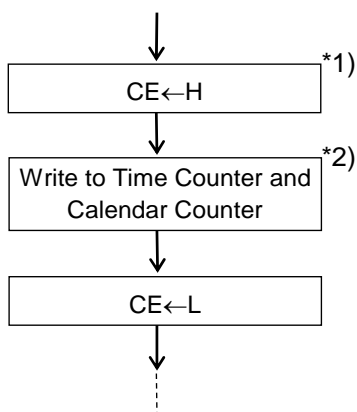 *1)
CE←H
*2)
Write to Time Counter and
Calendar Counter
CE←L